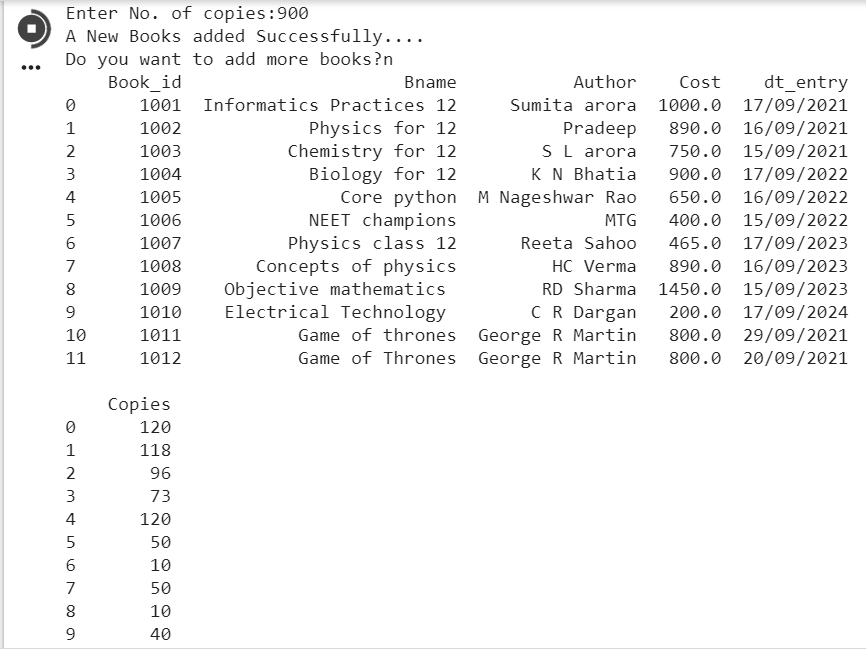 Enter No. of copies:900
A New Books added Successfully....
Do you want to add more books?n
Book_id Bname Author Cost dt_entry
0 1001 Informatics Practices 12 Sumita arora 1000.0 17/09/2021
1 1002 Physics for 12 Pradeep 890.0 16/09/2021
2 1003 Chemistry for 12 S L arora 750.0 15/09/2021
3 1004 Biology for 12 K N Bhatia 900.0 17/09/2022
4 1005 Core python M Nageshwar Rao 650.0 16/09/2022
5 1006 NEET champions MTG 400.0 15/09/2022
6 1007 Physics class 12 Reeta Sahoo 465.0 17/09/2023
7 1008 Concepts of physics HC Verma 890.0 16/09/2023
8 1009 Objective mathematics RD Sharma 1450.0 15/09/2023
9 1010 Electrical Technology C R Dargan 200.0 17/09/2024
10 1011 Game of thrones George R Martin 800.0 29/09/2021
11 1012 Game of Thrones George R Martin 800.0 20/09/2021
Copies
0 120
1 118
2 96
3 73
4 120
5 50
6 10
7 50
8 10
9 40